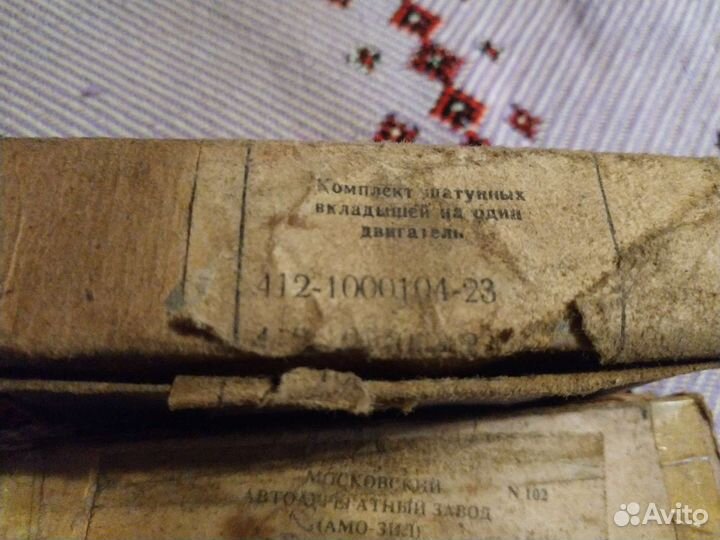 Комплект шатунных
вкладышей на один
двигатель
412-1000104-23
МОСКОВСКИЙ
АВТОАГРЕГАТНЫЙ ЗАВОД
(АМО-ЗИЛ)
N 102
Avito